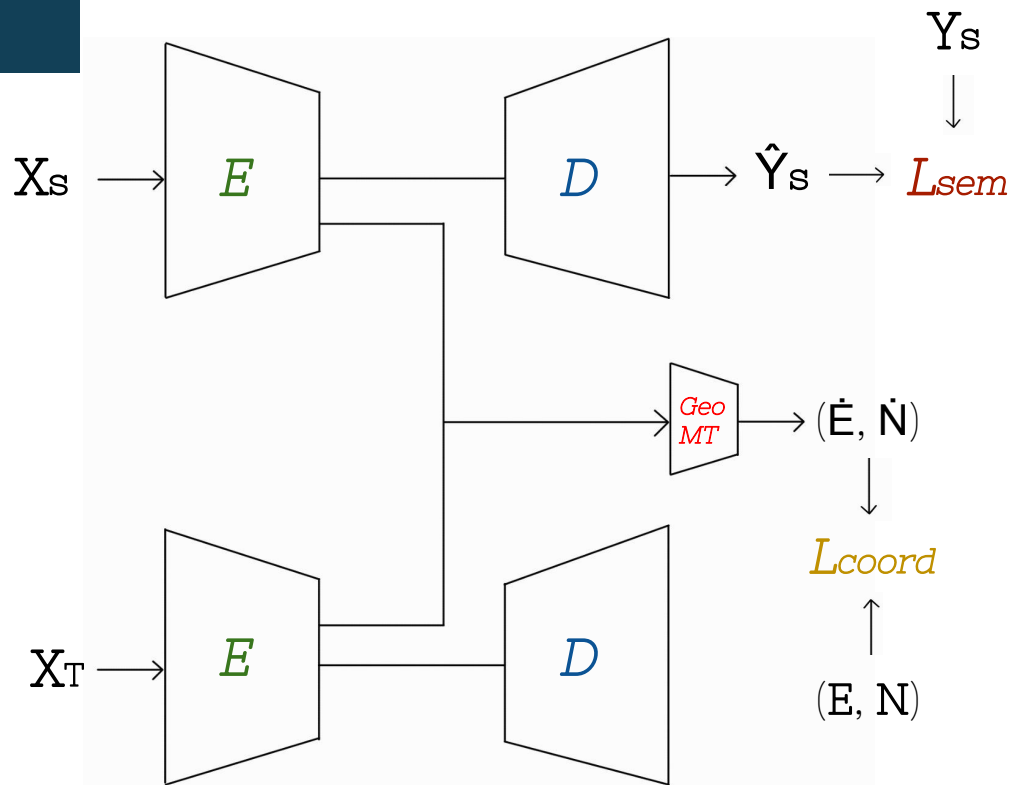 Ys
Xs
E
D
Ŷs
Lsem
Geo
MT
(Ė, Ṅ)
Lcoord
XT
E
D
(E, N)